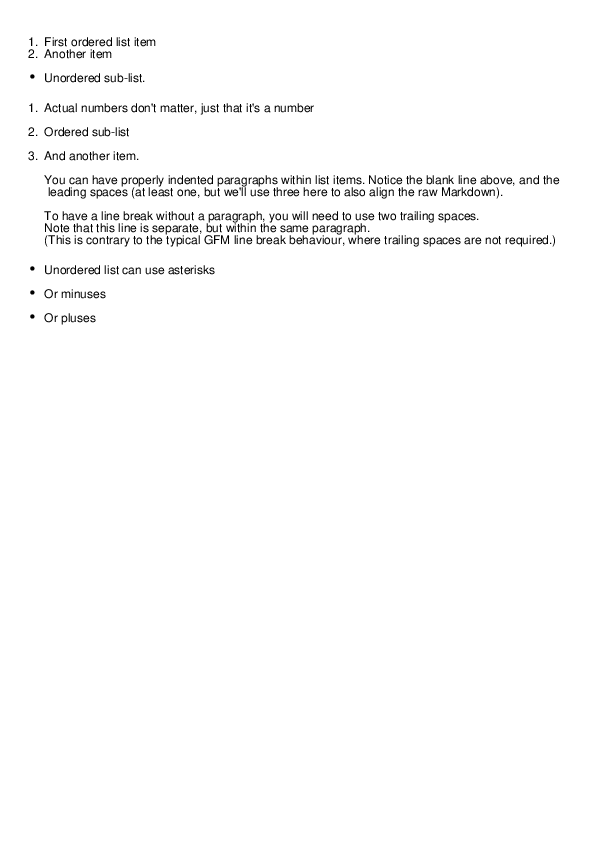 1. First ordered list item
2. Another item
• Unordered sub-list.
1. Actual numbers don't matter, just that it's a number
2. Ordered sub-list
3. And another item.
You can have properly indented paragraphs within list items. Notice the blank line above, and the
leading spaces (at least one, but we'll use three here to also align the raw Markdown).
To have a line break without a paragraph, you will need to use two trailing spaces.
Note that this line is separate, but within the same paragraph.
(This is contrary to the typical GFM line break behaviour, where trailing spaces are not required.)
• Unordered list can use asterisks
• Or minuses
• Or pluses